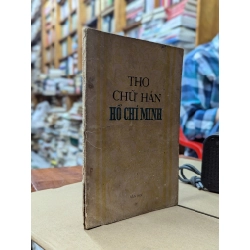 THƠ
CHỮ HÁN
HỒ CHÍ MINH